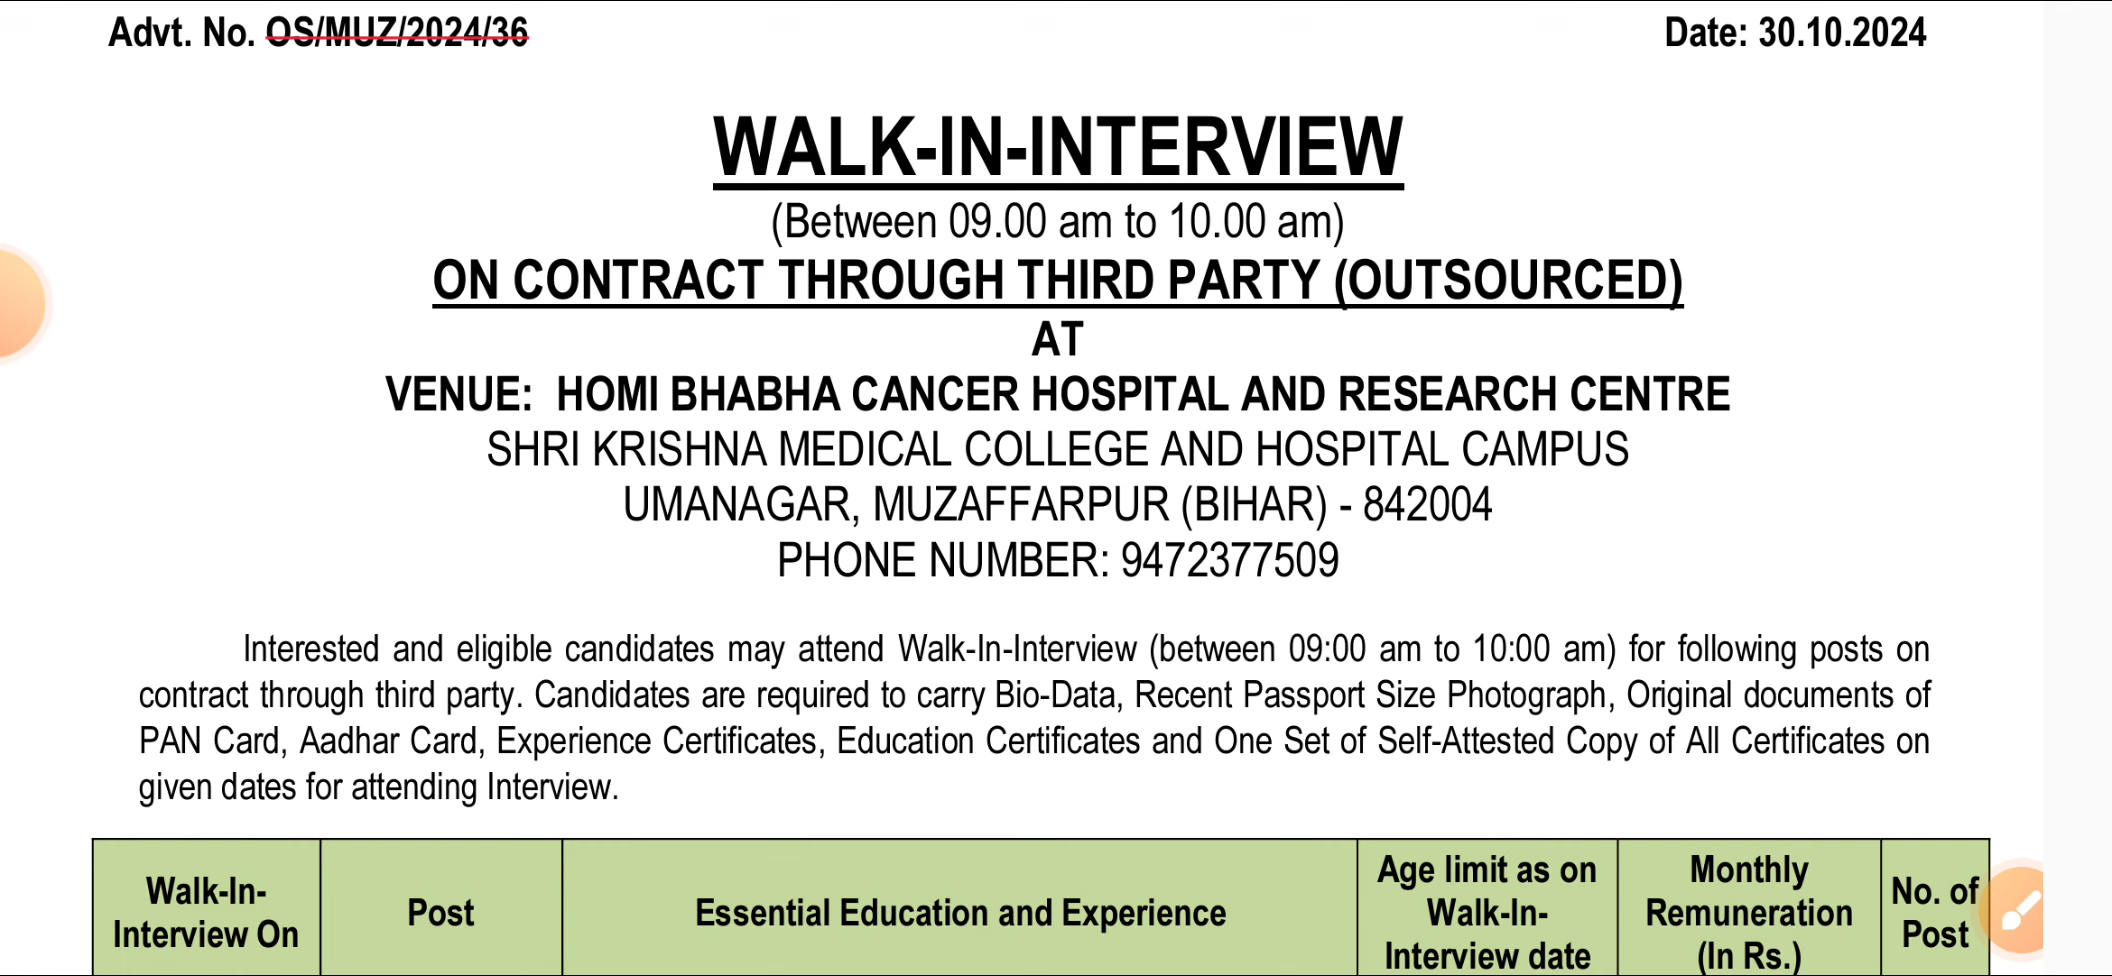 Advt. No. OS/MUZ/2024/36 Date: 30.10.2024
WALK-IN-INTERVIEW
(Between 09.00 am to 10.00 am)
ON CONTRACT THROUGH THIRD PARTY (OUTSOURCED)
AT
VENUE: HOMI BHABHA CANCER HOSPITAL AND RESEARCH CENTRE
SHRI KRISHNA MEDICAL COLLEGE AND HOSPITAL CAMPUS
UMANAGAR, MUZAFFARPUR (BIHAR) - 842004
PHONE NUMBER: 9472377509
Interested and eligible candidates may attend Walk-In-Interview (between 09:00 am to 10:00 am) for following posts on
contract through third party. Candidates are required to carry Bio-Data, Recent Passport Size Photograph, Original documents of
PAN Card, Aadhar Card, Experience Certificates, Education Certificates and One Set of Self-Attested Copy of All Certificates on
given dates for attending Interview.
Walk-In-
Interview On
Post
Essential Education and Experience
Age limit as on
Walk-In-
Interview date
Monthly
Remuneration
(In Rs.)
No. of
Post